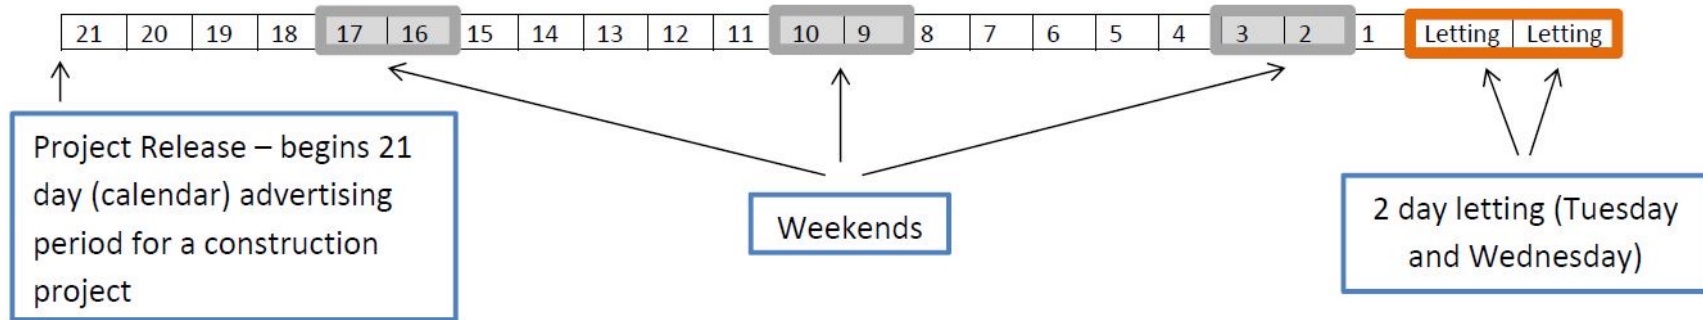 21 20 19 18 17 16 15 14 13 12 11 10 9 8 7 6 5 4 3 2 1 Letting Letting
Project Release – begins 21
day (calendar) advertising
period for a construction
project
Weekends
2 day letting (Tuesday
and Wednesday)